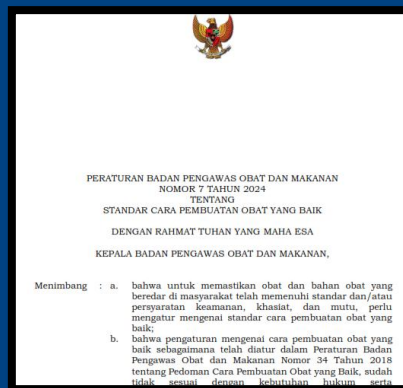 PERATURAN BADAN PENGAWAS OBAT DAN MAKANAN
NOMOR 7 TAHUN 2024
TENTANG
STANDAR CARA PEMBUATAN OBAT YANG BAIK
DENGAN RAHMAT TUHAN YANG MAHA ESA
KEPALA BADAN PENGAWAS OBAT DAN MAKANAN,
Menimbang : a. bahwa untuk memastikan obat dan bahan obat yang
beredar di masyarakat telah memenuhi standar dan/atau
persyaratan keamanan, khasiat, dan mutu, perlu
mengatur mengenai standar cara pembuatan obat yang
baik;
b. bahwa pengaturan mengenai cara pembuatan obat yang
baik sebagaimana telah diatur dalam Peraturan Badan
Pengawas Obat dan Makanan Nomor 34 Tahun 2018
tentang Pedoman Cara Pembuatan Obat yang Baik, sudah
tidak sesuai dengan kebutuhan hukum serta